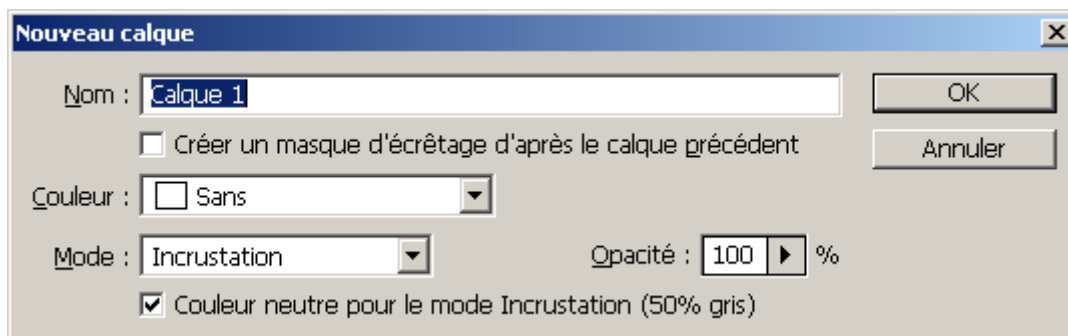 Nouveau calque
Nom : Calque 1
OK
Créer un masque d'écrêtage d'après le calque précédent
Annuler
Couleur : Sans
Mode : Incrustation Opacité : 100 %
Couleur neutre pour le mode Incrustation (50% gris)